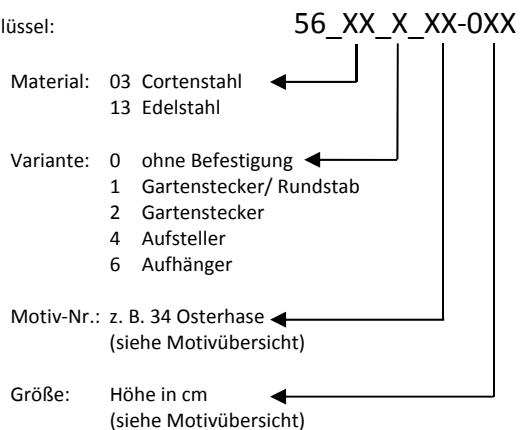 lüssel: 56_XX_X_XX-0XX
Material: 03 Cortenstahl
13 Edelstahl
Variante: 0 ohne Befestigung
1 Gartenstecker/ Rundstab
2 Gartenstecker
4 Aufsteller
6 Aufhänger
Motiv-Nr.: z. B. 34 Osterhase
(siehe Motivübersicht)
Größe: Höhe in cm
(siehe Motivübersicht)